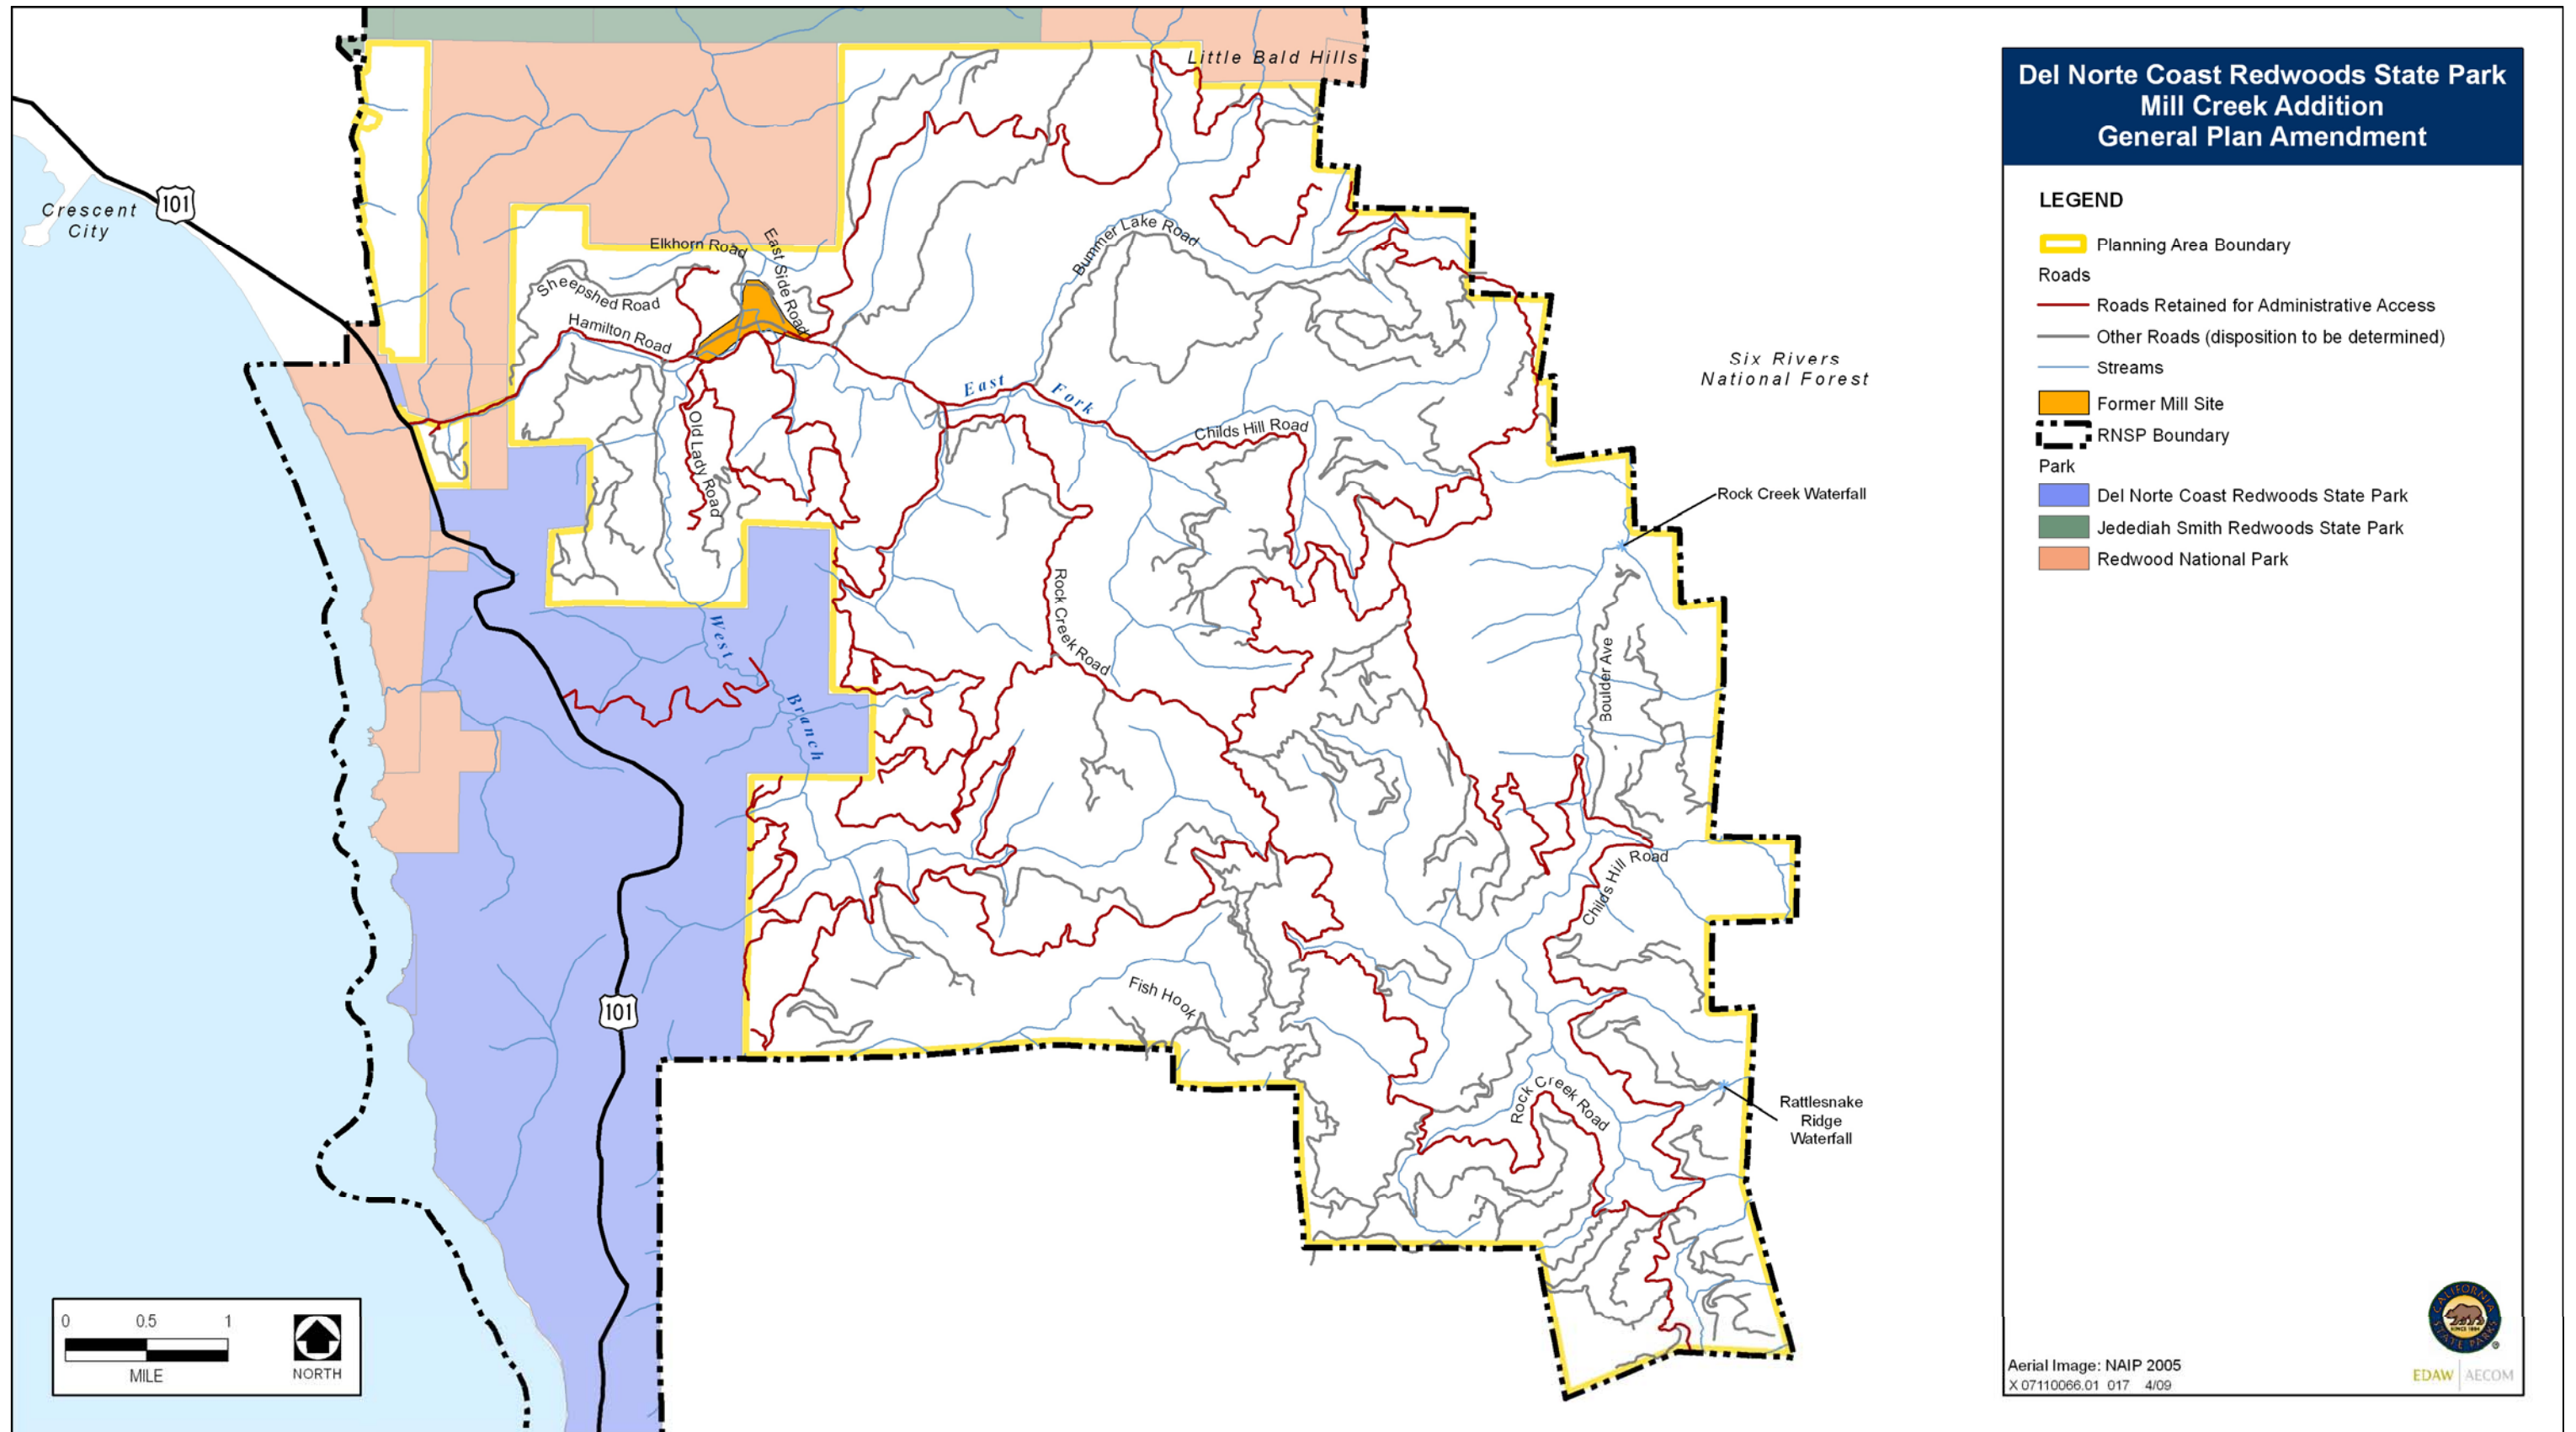 Del Norte Coast Redwoods State Park
Mill Creek Addition
General Plan Amendment
LEGEND
Planning Area Boundary
Roads
Roads Retained for Administrative Access
Other Roads (disposition to be determined)
Streams
Former Mill Site
RNSP Boundary
Park
Del Norte Coast Redwoods State Park
Jedediah Smith Redwoods State Park
Redwood National Park
Little Bald Hills
101
Crescent
City
Elkhorn Road
East Side Road
Bummer Lake Road
Sheepshed Road
Hamilton Road
Six Rivers
National Forest
East Fork
Old Lady Road
Childs Hill Road
Rock Creek Waterfall
Rock Creek Road
West Branch
Boulder Ave
Childs Hill Road
Fish Hook
101
Rock Creek Road
Rattlesnake
Ridge
Waterfall
0 0.5 1
MILE
NORTH
CALIFORNIA
SINCE 1864
STATE PARKS
®
Aerial Image: NAIP 2005
X 07110066.01 017 4/09
EDAW | AECOM